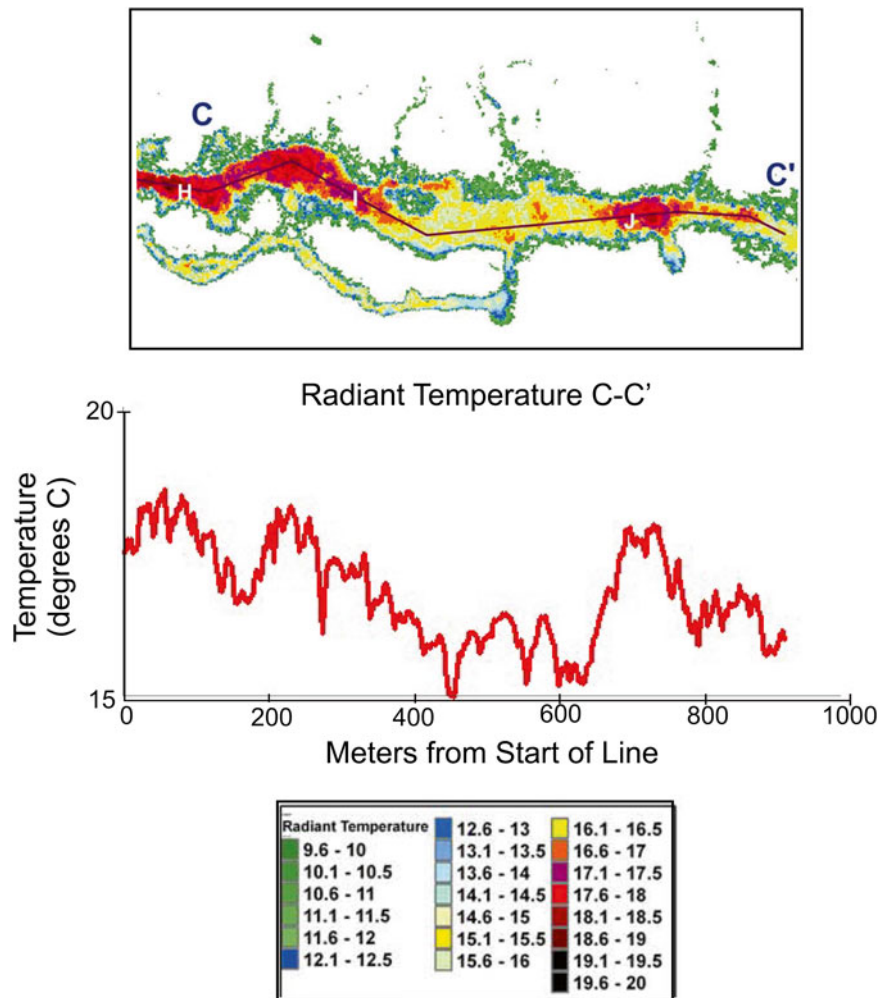 C
C'
H
I
J
Radiant Temperature C-C’
20
Temperature
(degrees C)
15
0 200 400 600 800 1000
Meters from Start of Line
Radiant Temperature
9.6 - 10
10.1 - 10.5
10.6 - 11
11.1 - 11.5
11.6 - 12
12.1 - 12.5
12.6 - 13
13.1 - 13.5
13.6 - 14
14.1 - 14.5
14.6 - 15
15.1 - 15.5
15.6 - 16
16.1 - 16.5
16.6 - 17
17.1 - 17.5
17.6 - 18
18.1 - 18.5
18.6 - 19
19.1 - 19.5
19.6 - 20